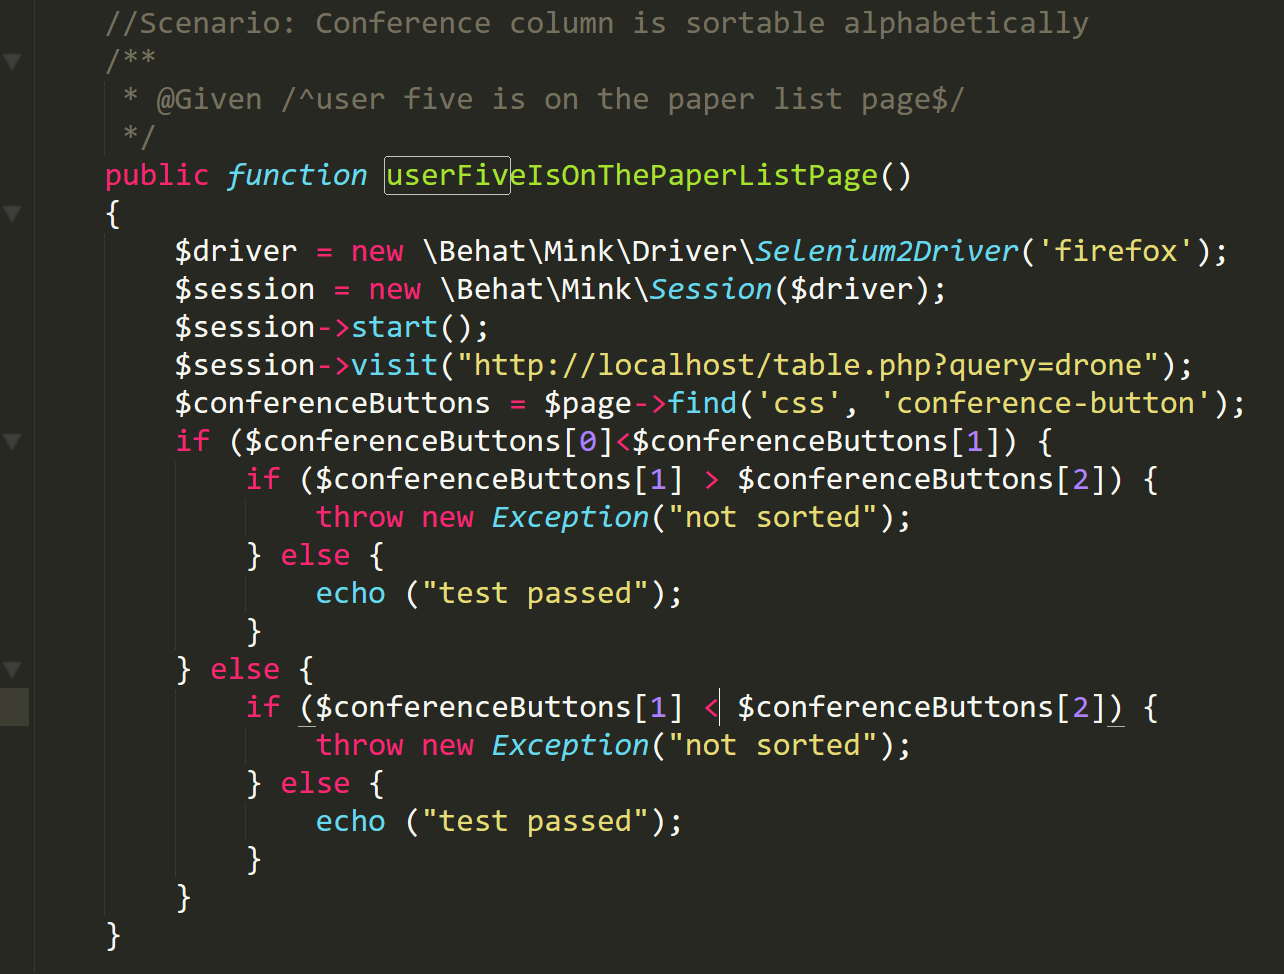 //Scenario: Conference column is sortable alphabetically
/**
 * @Given /^user five is on the paper list page$/
 */
public function userFiveIsOnThePaperListPage()
{
    $driver = new \Behat\Mink\Driver\Selenium2Driver('firefox');
    $session = new \Behat\Mink\Session($driver);
    $session->start();
    $session->visit("http://localhost/table.php?query=drone");
    $conferenceButtons = $page->find('css', 'conference-button');
    if ($conferenceButtons[0]<$conferenceButtons[1]) {
        if ($conferenceButtons[1] > $conferenceButtons[2]) {
            throw new Exception("not sorted");
        } else {
            echo ("test passed");
        }
    } else {
        if ($conferenceButtons[1] < $conferenceButtons[2]) {
            throw new Exception("not sorted");
        } else {
            echo ("test passed");
        }
    }
}